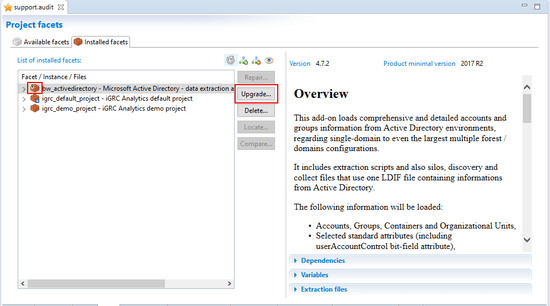 support.audit
Project facets
Available facets
Installed facets
List of installed facets:
Facet / Instance / Files
bw_activedirectory - Microsoft Active Directory - data extraction a
igrc_default_project - iGRC Analytics default project
igrc_demo_project - iGRC Analytics demo project
Repair...
Upgrade...
Delete...
Locate...
Compare...
Version 4.7.2 Product minimal version 2017 R2
Overview
This add-on loads comprehensive and detailed accounts and
groups information from Active Directory environments,
regarding single-domain to even the largest multiple forest /
domains configurations.
It includes extraction scripts and also silos, discovery and
collect files that use one LDIF file containing informations
from Active Directory.
The following information will be loaded:
• Accounts, Groups, Containers and Organizational Units,
• Selected standard attributes (including
userAccountControl bit-field attribute),
Dependencies
Variables
Extraction files